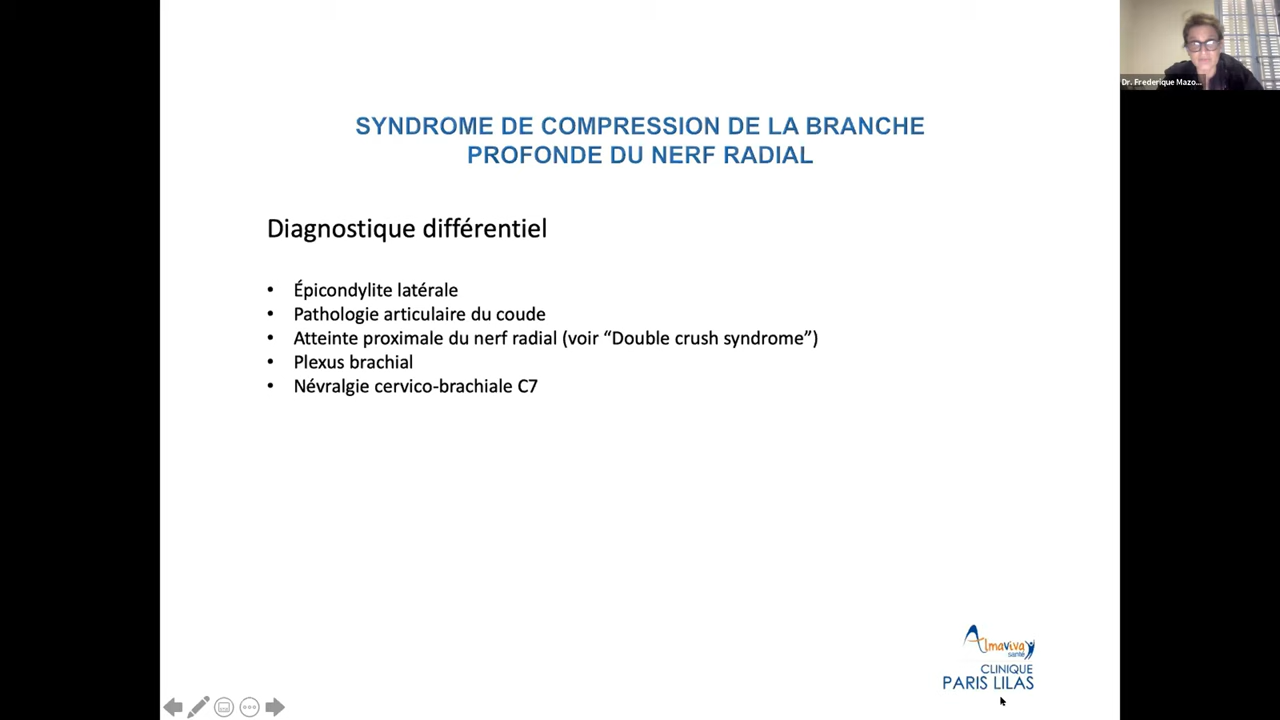 Dr. Frederique Mazo...
SYNDROME DE COMPRESSION DE LA BRANCHE
PROFONDE DU NERF RADIAL
Diagnostique différentiel
• Épicondylite latérale
• Pathologie articulaire du coude
• Atteinte proximale du nerf radial (voir “Double crush syndrome”)
• Plexus brachial
• Névralgie cervico-brachiale C7
Almaviva
santé
CLINIQUE
PARIS LILAS